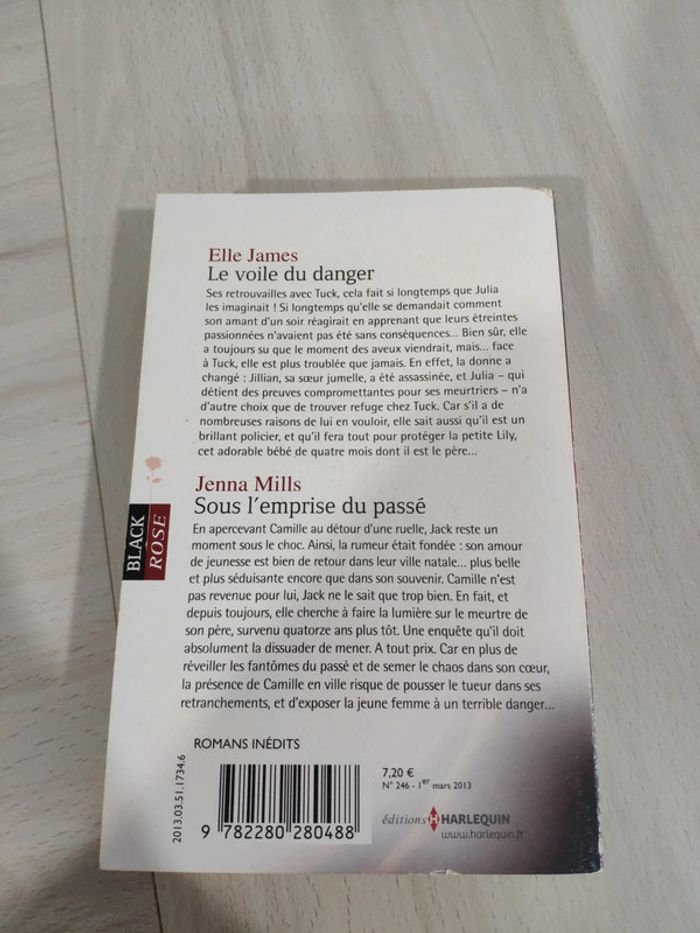 Elle James
Le voile du danger
Ses retrouvailles avec Tuck, cela fait si longtemps que Julia
les imaginait ! Si longtemps qu'elle se demandait comment
son amant d'un soir réagirait en apprenant que leurs étreintes
passionnées n'avaient pas été sans conséquences... Bien sûr, elle
a toujours su que le moment des aveux viendrait, mais... face
à Tuck, elle est plus troublée que jamais. En effet, la donne a
changé : Jillian, sa sœur jumelle, a été assassinée, et Julia – qui
détient des preuves compromettantes pour ses meurtriers – n'a
d'autre choix que de trouver refuge chez Tuck. Car s'il a de
nombreuses raisons de lui en vouloir, elle sait aussi qu'il est un
brillant policier, et qu'il fera tout pour protéger la petite Lily,
cet adorable bébé de quatre mois dont il est le père...
Jenna Mills
Sous l'emprise du passé
En apercevant Camille au détour d'une ruelle, Jack reste un
moment sous le choc. Ainsi, la rumeur était fondée : son amour
de jeunesse est bien de retour dans leur ville natale... plus belle
et plus séduisante encore que dans son souvenir. Camille n'est
pas revenue pour lui, Jack ne le sait que trop bien. En fait, et
depuis toujours, elle cherche à faire la lumière sur le meurtre de
son père, survenu quatorze ans plus tôt. Une enquête qu'il doit
absolument la dissuader de mener. A tout prix. Car en plus de
réveiller les fantômes du passé et de semer le chaos dans son cœur,
la présence de Camille en ville risque de pousser le tueur dans ses
retranchements, et d'exposer la jeune femme à un terrible danger...
BLACK
ROSE
ROMANS INÉDITS
2013.03.51.1734.6
9 782280 280488
7,20 €
N° 246 - 1er mars 2013
éditions H HARLEQUIN
www.harlequin.fr